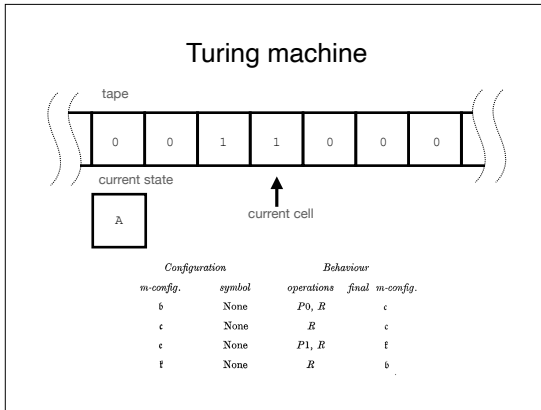 Turing machine
tape
0 0 1 1 0 0 0
current state
A
current cell
Configuration Behaviour
m-config. symbol operations final m-config.
𝔟 None P0, R
None R
None P1, R
None R 𝔟